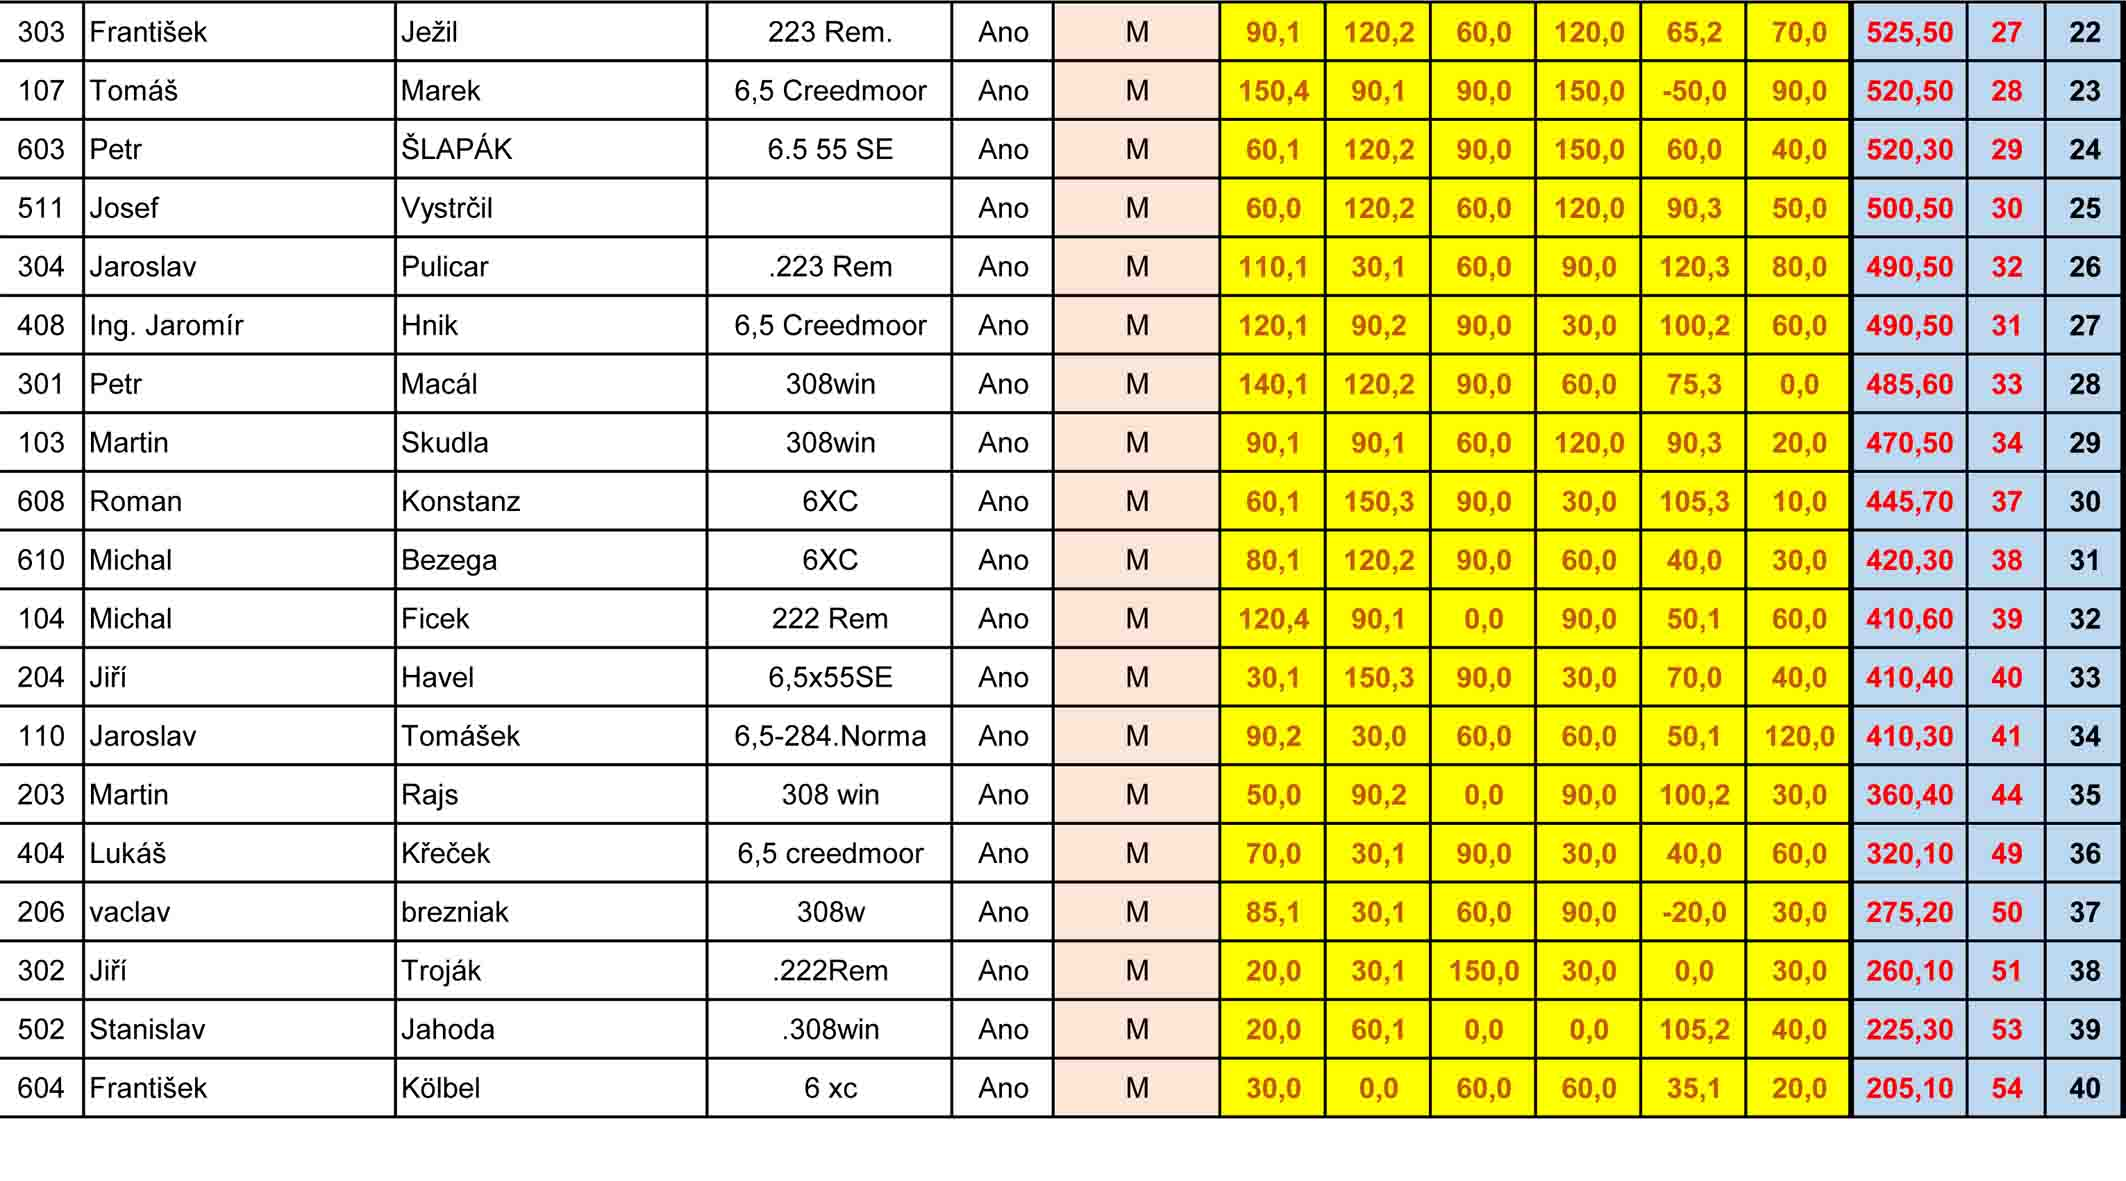 303 František Ježil 223 Rem. Ano M 90,1 120,2 60,0 120,0 65,2 70,0 525,50 27 22
107 Tomáš Marek 6,5 Creedmoor Ano M 150,4 90,1 90,0 150,0 -50,0 90,0 520,50 28 23
603 Petr ŠLAPÁK 6.5 55 SE Ano M 60,1 120,2 90,0 150,0 60,0 40,0 520,30 29 24
511 Josef Vystrčil Ano M 60,0 120,2 60,0 120,0 90,3 50,0 500,50 30 25
304 Jaroslav Pulicar .223 Rem Ano M 110,1 30,1 60,0 90,0 120,3 80,0 490,50 32 26
408 Ing. Jaromír Hnik 6,5 Creedmoor Ano M 120,1 90,2 90,0 30,0 100,2 60,0 490,50 31 27
301 Petr Macál 308win Ano M 140,1 120,2 90,0 60,0 75,3 0,0 485,60 33 28
103 Martin Skudla 308win Ano M 90,1 90,1 60,0 120,0 90,3 20,0 470,50 34 29
608 Roman Konstanz 6XC Ano M 60,1 150,3 90,0 30,0 105,3 10,0 445,70 37 30
610 Michal Bezega 6XC Ano M 80,1 120,2 90,0 60,0 40,0 30,0 420,30 38 31
104 Michal Ficek 222 Rem Ano M 120,4 90,1 0,0 90,0 50,1 60,0 410,60 39 32
204 Jiří Havel 6,5x55SE Ano M 30,1 150,3 90,0 30,0 70,0 40,0 410,40 40 33
110 Jaroslav Tomášek 6,5-284.Norma Ano M 90,2 30,0 60,0 60,0 50,1 120,0 410,30 41 34
203 Martin Rajs 308 win Ano M 50,0 90,2 0,0 90,0 100,2 30,0 360,40 44 35
404 Lukáš Křeček 6,5 creedmoor Ano M 70,0 30,1 90,0 30,0 40,0 60,0 320,10 49 36
206 vaclav brezniak 308w Ano M 85,1 30,1 60,0 90,0 -20,0 30,0 275,20 50 37
302 Jiří Troják .222Rem Ano M 20,0 30,1 150,0 30,0 0,0 30,0 260,10 51 38
502 Stanislav Jahoda .308win Ano M 20,0 60,1 0,0 0,0 105,2 40,0 225,30 53 39
604 František Kölbel 6 xc Ano M 30,0 0,0 60,0 60,0 35,1 20,0 205,10 54 40